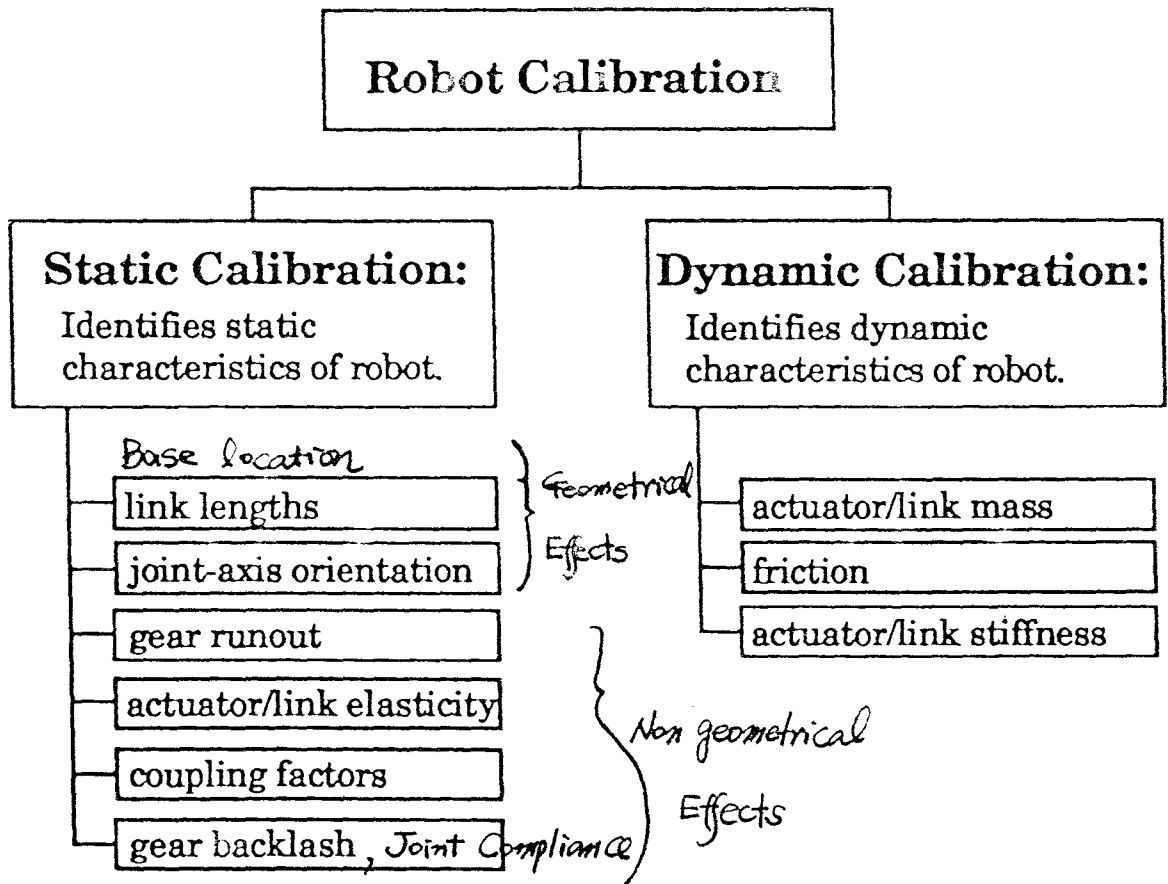 Robot Calibration
Static Calibration:
Identifies static
characteristics of robot.
Base location
link lengths
joint-axis orientation
Geometrical
Effects
gear runout
actuator/link elasticity
coupling factors
gear backlash, Joint Compliance
Non geometrical
Effects
Dynamic Calibration:
Identifies dynamic
characteristics of robot.
actuator/link mass
friction
actuator/link stiffness